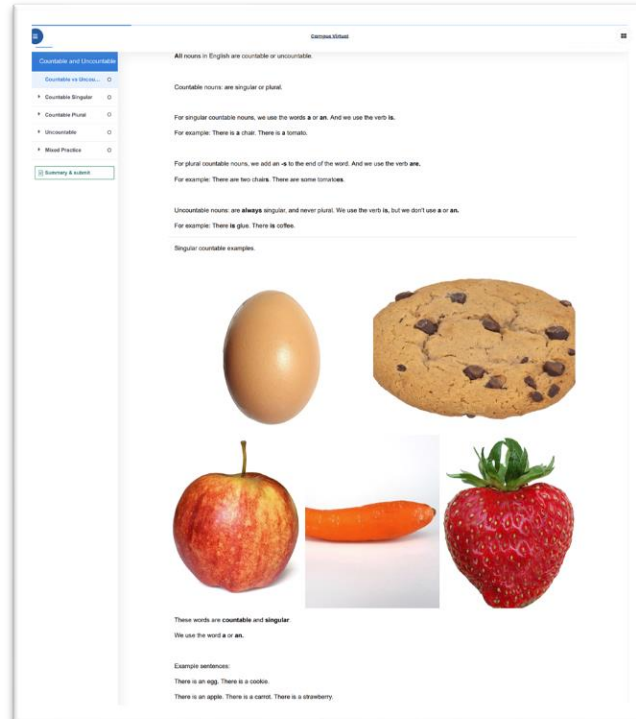 Campus Virtual
Countable and Uncountable
Countable vs Uncou...
Countable Singular
Countable Plural
Uncountable
Mixed Practice
Summary & submit
All nouns in English are countable or uncountable.
Countable nouns: are singular or plural.
For singular countable nouns, we use the words a or an. And we use the verb is.
For example: There is a chair. There is a tomato.
For plural countable nouns, we add an -s to the end of the word. And we use the verb are.
For example: There are two chairs. There are some tomatoes.
Uncountable nouns: are always singular, and never plural. We use the verb is, but we don't use a or an.
For example: There is glue. There is coffee.
Singular countable examples.
These words are countable and singular.
We use the word a or an.
Example sentences:
There is an egg. There is a cookie.
There is an apple. There is a carrot. There is a strawberry.